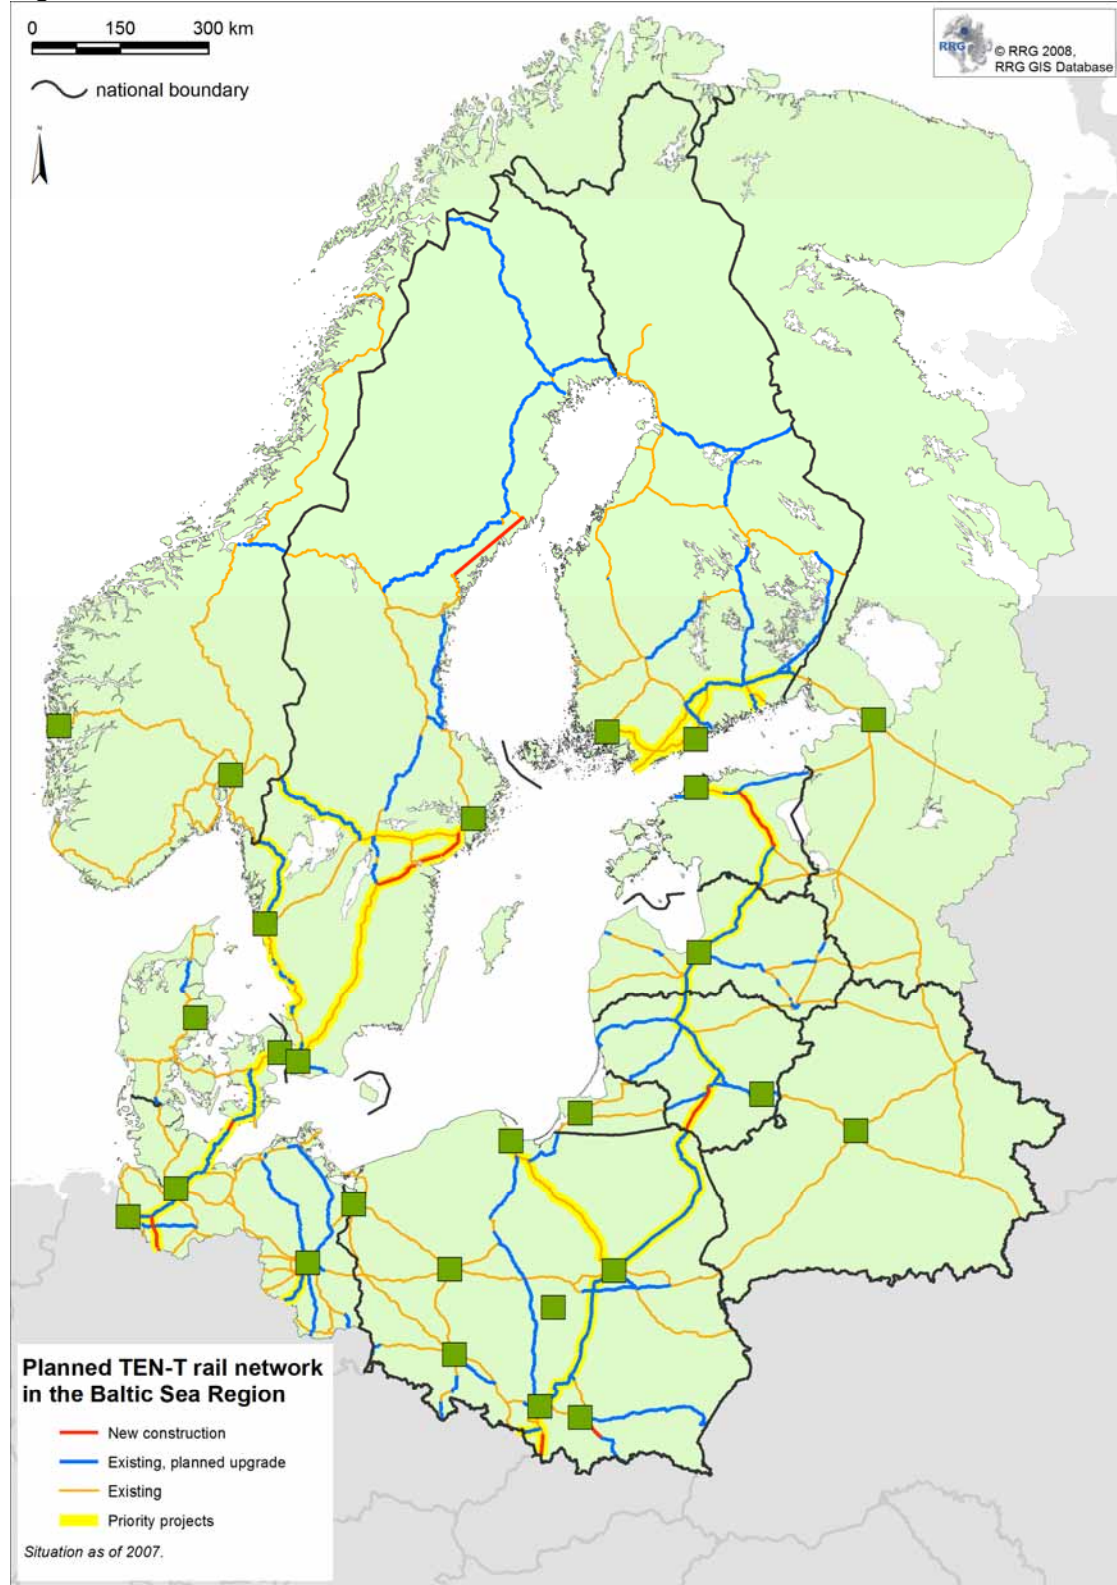 0 150 300 km
national boundary
N
RRG
© RRG 2008,
RRG GIS Database
Planned TEN-T rail network
in the Baltic Sea Region
New construction
Existing, planned upgrade
Existing
Priority projects
Situation as of 2007.